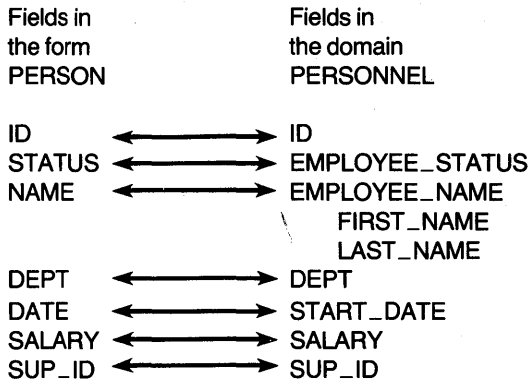 Fields in Fields in
the form the domain
PERSON PERSONNEL
ID ID
STATUS EMPLOYEE_STATUS
NAME EMPLOYEE_NAME
FIRST_NAME
LAST_NAME
DEPT DEPT
DATE START_DATE
SALARY SALARY
SUP_ID SUP_ID